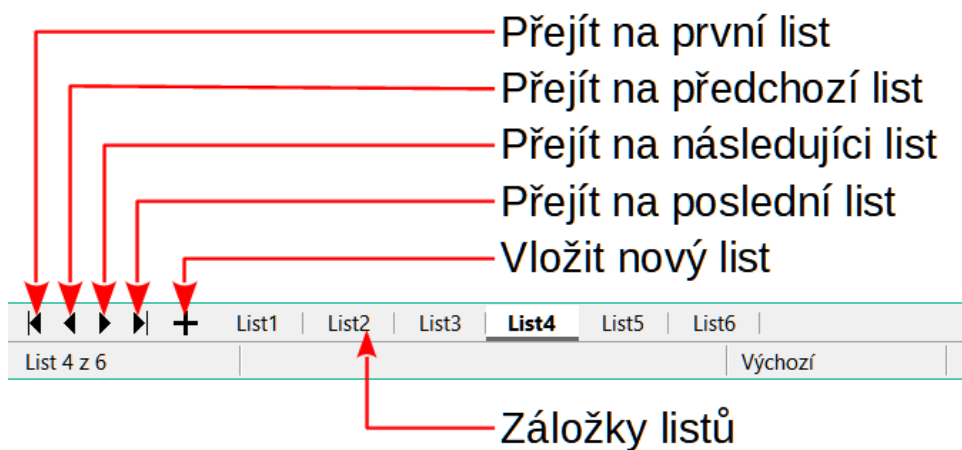 Přejít na první list
Přejít na předchozí list
Přejít na následujíci list
Přejít na poslední list
Vložit nový list
List1 List2 List3 List4 List5 List6
List 4 z 6 Výchozí
Záložky listů